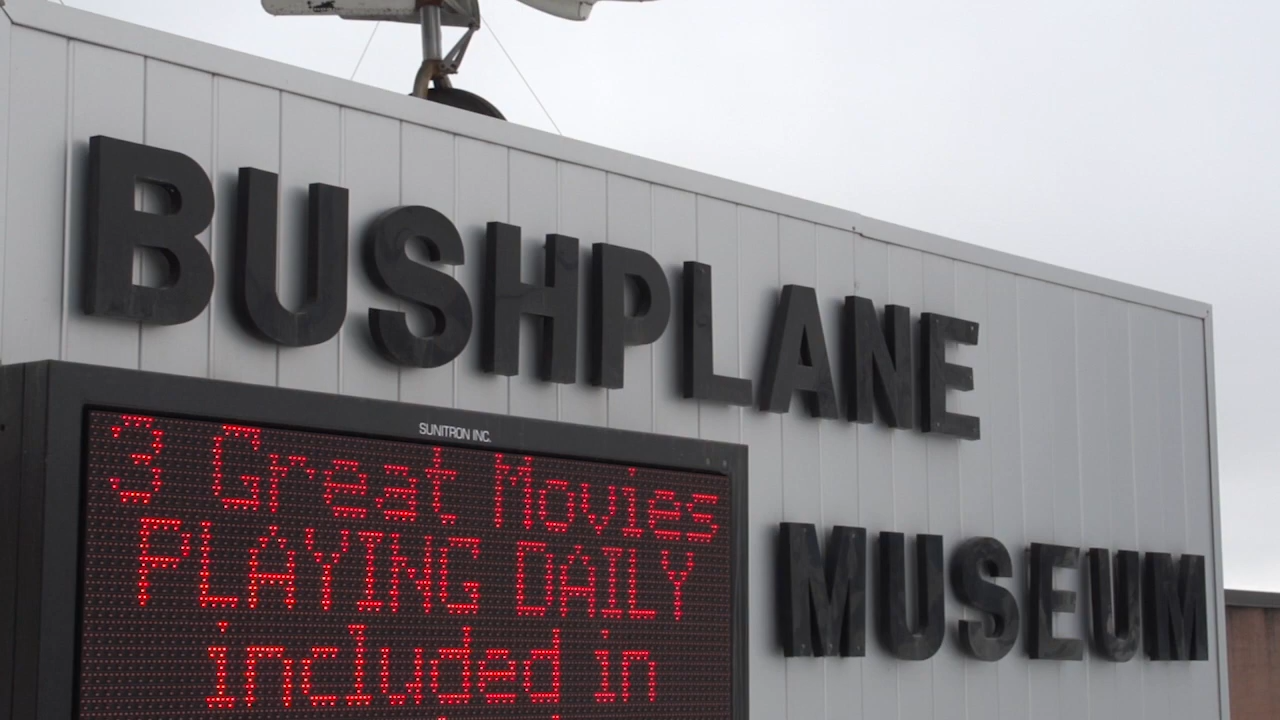 BUSHPLANE
MUSEUM
SUNITRON INC.
3 Great Movies
PLAYING DAILY
included in